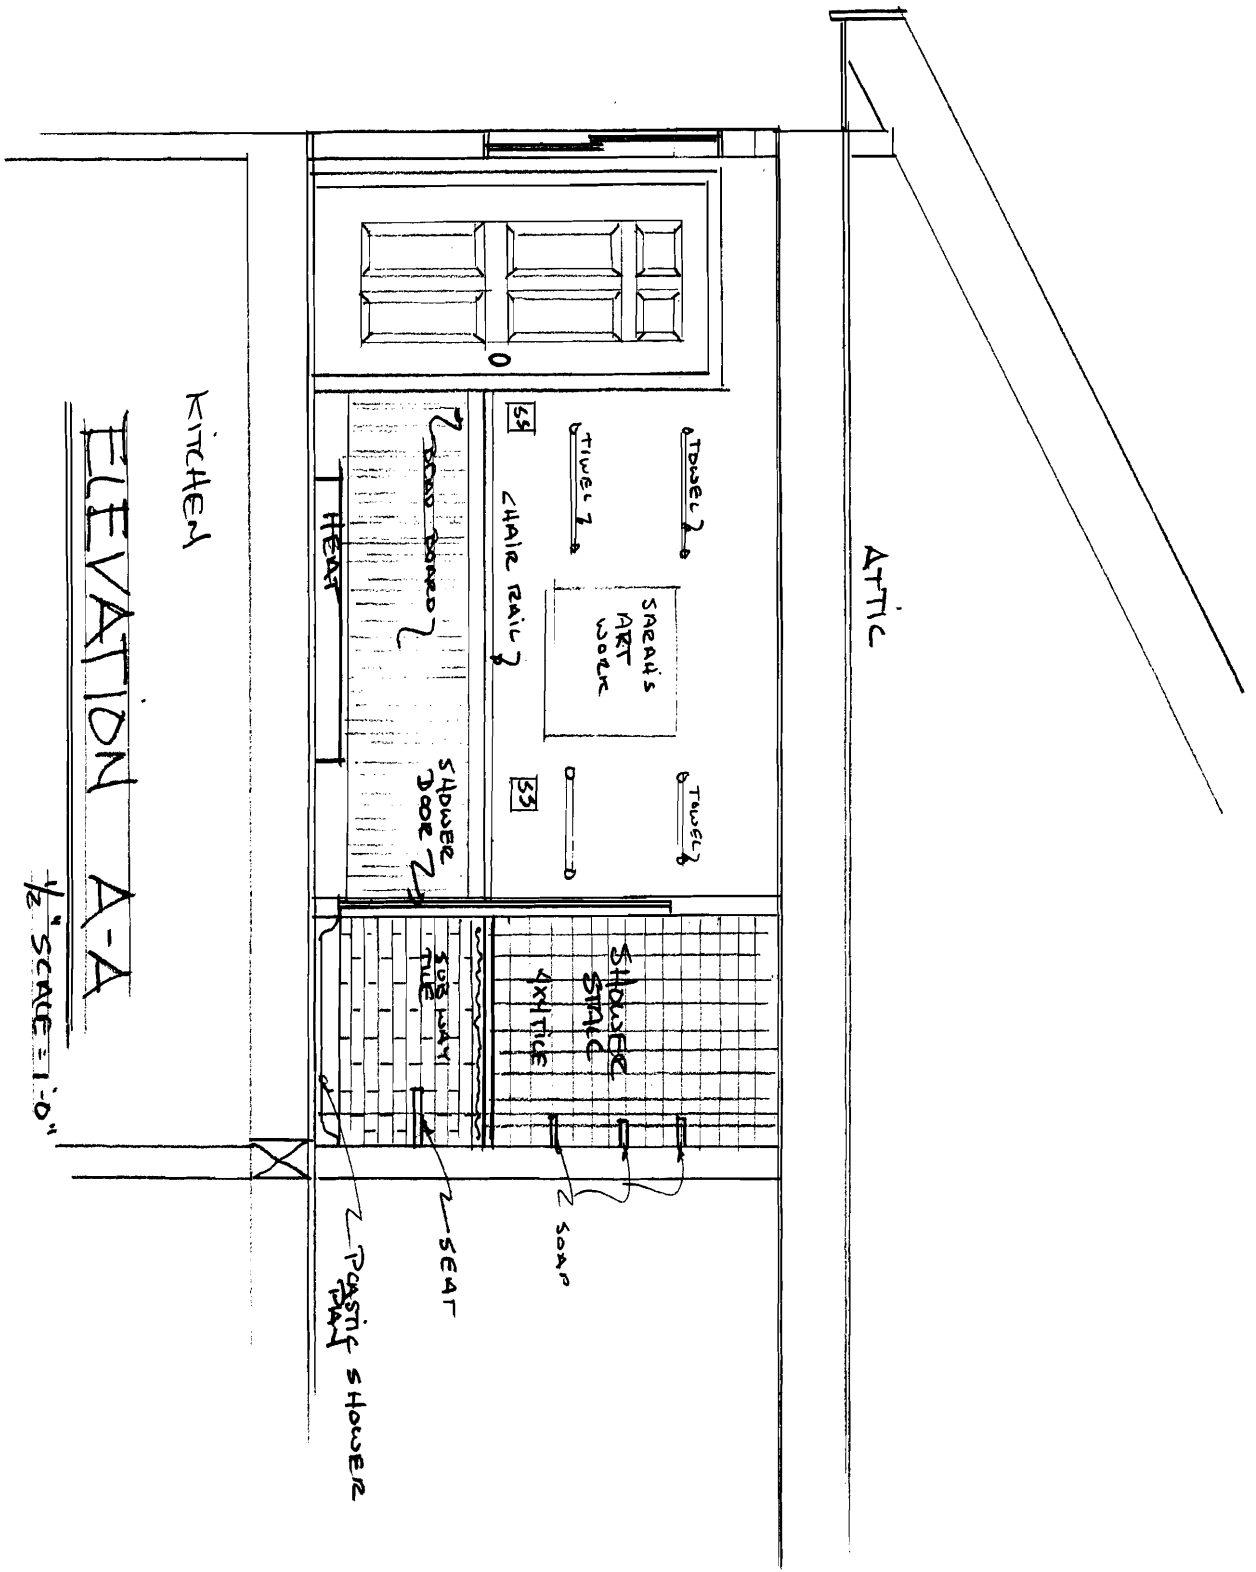 ATTIC
TOWEL
TOWEL
TIWEL
SARAH'S
ART
WORK
SS
SS
CHAIR RAIL
BEAD BOARD
SHOWER
DOOR
HEAT
SHOWER
STALL
4X4 TILE
SUBWAY
TILE
SOAP
SEAT
PLASTIC SHOWER
PAN
KITCHEN
ELEVATION A-A
1/2" SCALE = 1'-0"